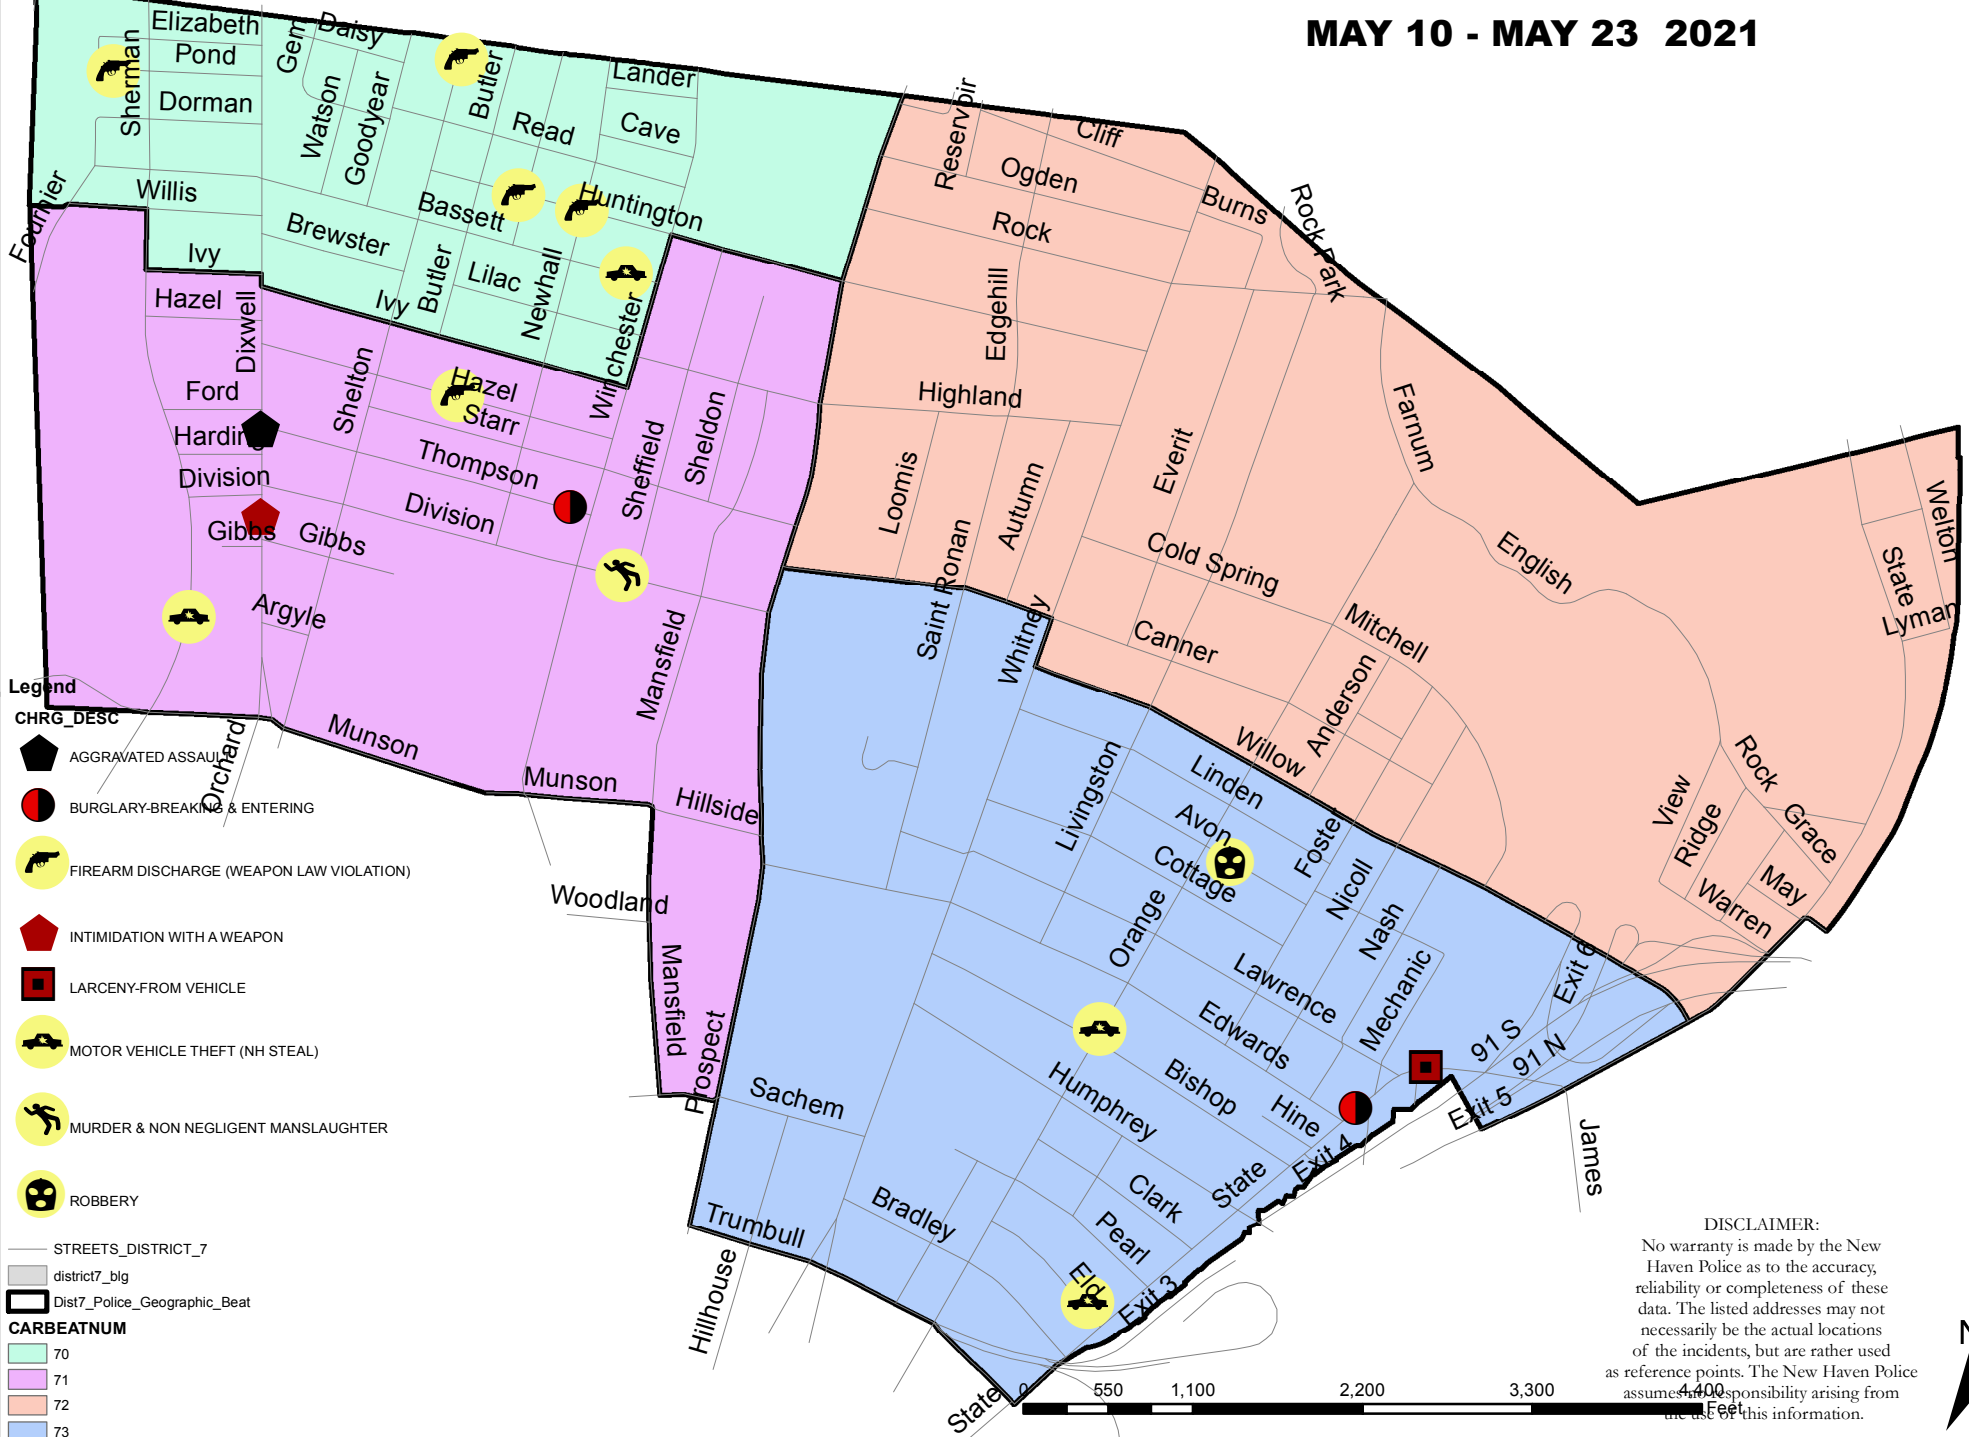 MAY 10 - MAY 23 2021
Elizabeth
Pond
Dorman
Sherman
Gem
Daisy
Watson
Goodyear
Butler
Read
Lander
Cave
Huntington
Bassett
Fournier
Willis
Ivy
Brewster
Ivy
Butler
Lilac
Newhall
Winchester
Hazel
Dixwell
Ford
Harding
Division
Gibbs
Gibbs
Argyle
Shelton
Hazel
Starr
Thompson
Division
Sheffield
Sheldon
Mansfield
Munson
Munson
Hillside
Orchard
Woodland
Mansfield
Prospect
Reservoir
Cliff
Ogden
Rock
Burns
Rock Park
Edgehill
Highland
Loomis
Autumn
Everit
Farnum
English
Cold Spring
Saint Ronan
Whitney
Canner
Mitchell
Anderson
Willow
Welton
State
Lyman
Rock
View
Ridge
Grace
May
Warren
Livingston
Linden
Avon
Cottage
Foster
Nicoll
Nash
Orange
Lawrence
Mechanic
Edwards
Bishop
Humphrey
Hine
Exit 6
91 S
91 N
Exit 5
Exit 4
James
Sachem
State
Clark
Pearl
Bradley
Trumbull
Eld
Exit 3
Hillhouse
State
Legend
CHRG_DESC
AGGRAVATED ASSAULT
BURGLARY-BREAKING & ENTERING
FIREARM DISCHARGE (WEAPON LAW VIOLATION)
INTIMIDATION WITH A WEAPON
LARCENY-FROM VEHICLE
MOTOR VEHICLE THEFT (NH STEAL)
MURDER & NON NEGLIGENT MANSLAUGHTER
ROBBERY
STREETS_DISTRICT_7
district7_blg
Dist7_Police_Geographic_Beat
CARBEATNUM
70
71
72
73
DISCLAIMER:
No warranty is made by the New
Haven Police as to the accuracy,
reliability or completeness of these
data. The listed addresses may not
necessarily be the actual locations
of the incidents, but are rather used
as reference points. The New Haven Police
assumes no responsibility arising from
the use of this information.
0 550 1,100 2,200 3,300 4,400
Feet
N